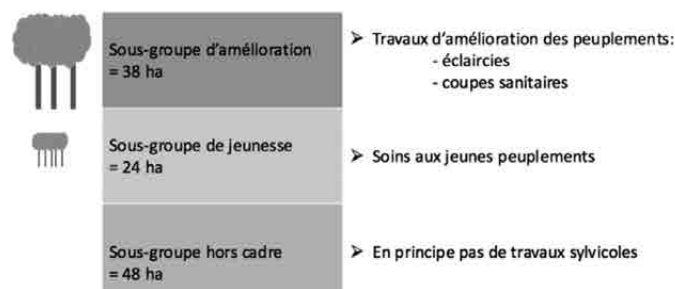 Sous-groupe d'amélioration
= 38 ha
➢ Travaux d'amélioration des peuplements:
- éclaircies
- coupes sanitaires
Sous-groupe de jeunesse
= 24 ha
➢ Soins aux jeunes peuplements
Sous-groupe hors cadre
= 48 ha
➢ En principe pas de travaux sylvicoles